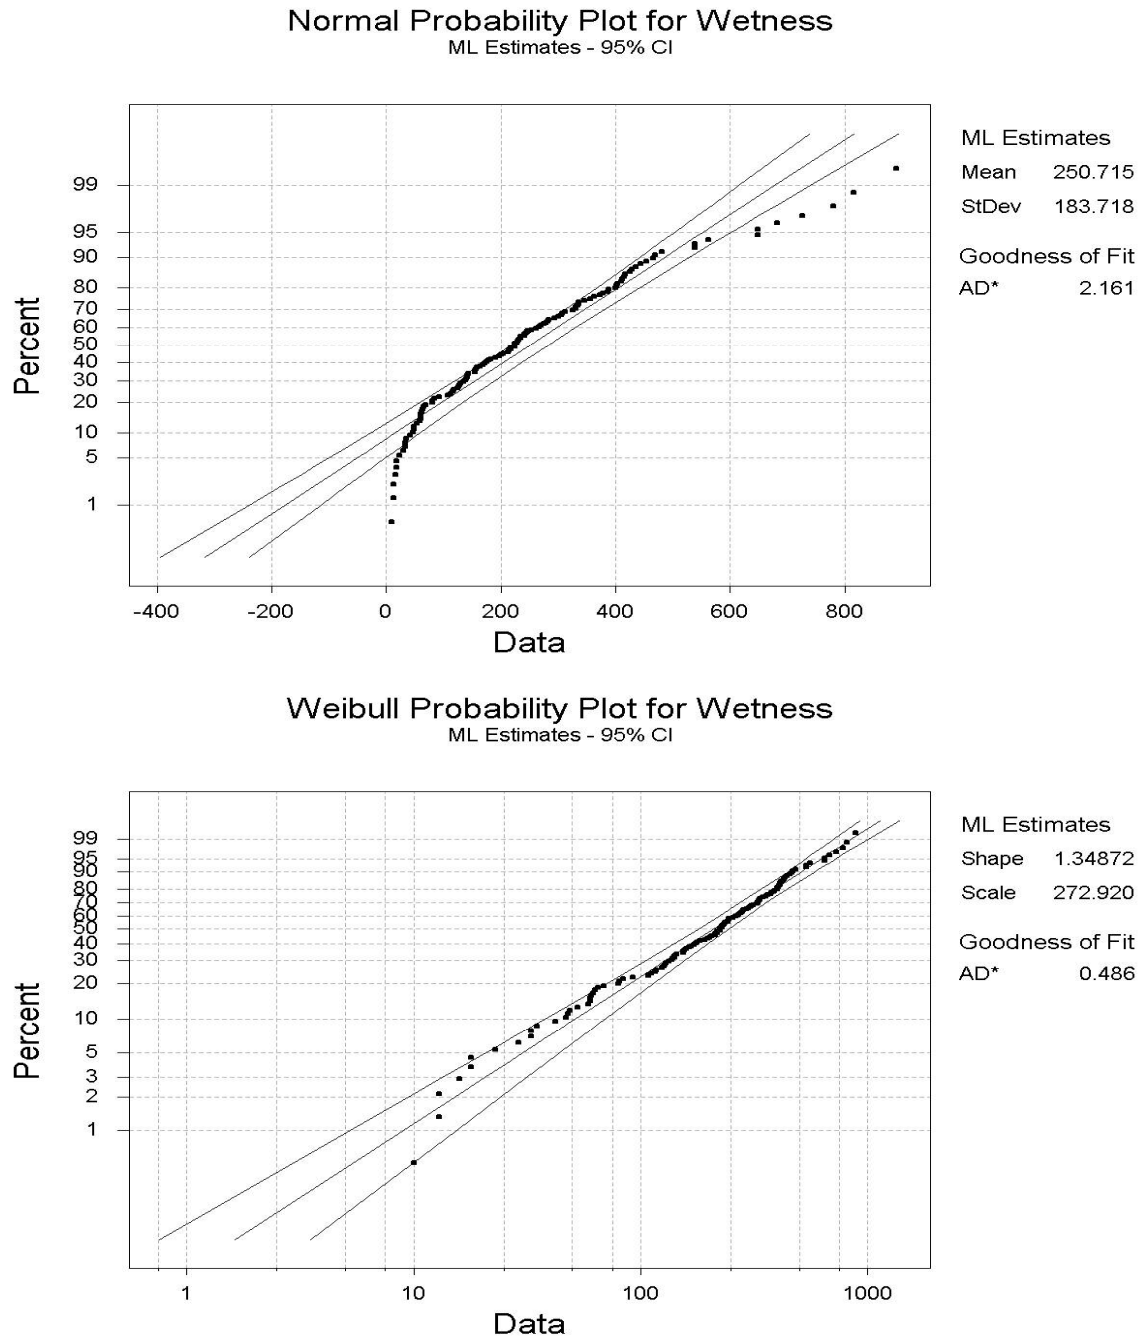 Normal Probability Plot for Wetness
ML Estimates - 95% CI
ML Estimates
Mean 250.715
StDev 183.718
Goodness of Fit
AD* 2.161
99
95
90
80
70
60
50
40
30
20
10
5
1
Percent
-400 -200 0 200 400 600 800
Data
Weibull Probability Plot for Wetness
ML Estimates - 95% CI
ML Estimates
Shape 1.34872
Scale 272.920
Goodness of Fit
AD* 0.486
99
95
90
80
70
60
50
40
30
20
10
5
3
2
1
Percent
1 10 100 1000
Data